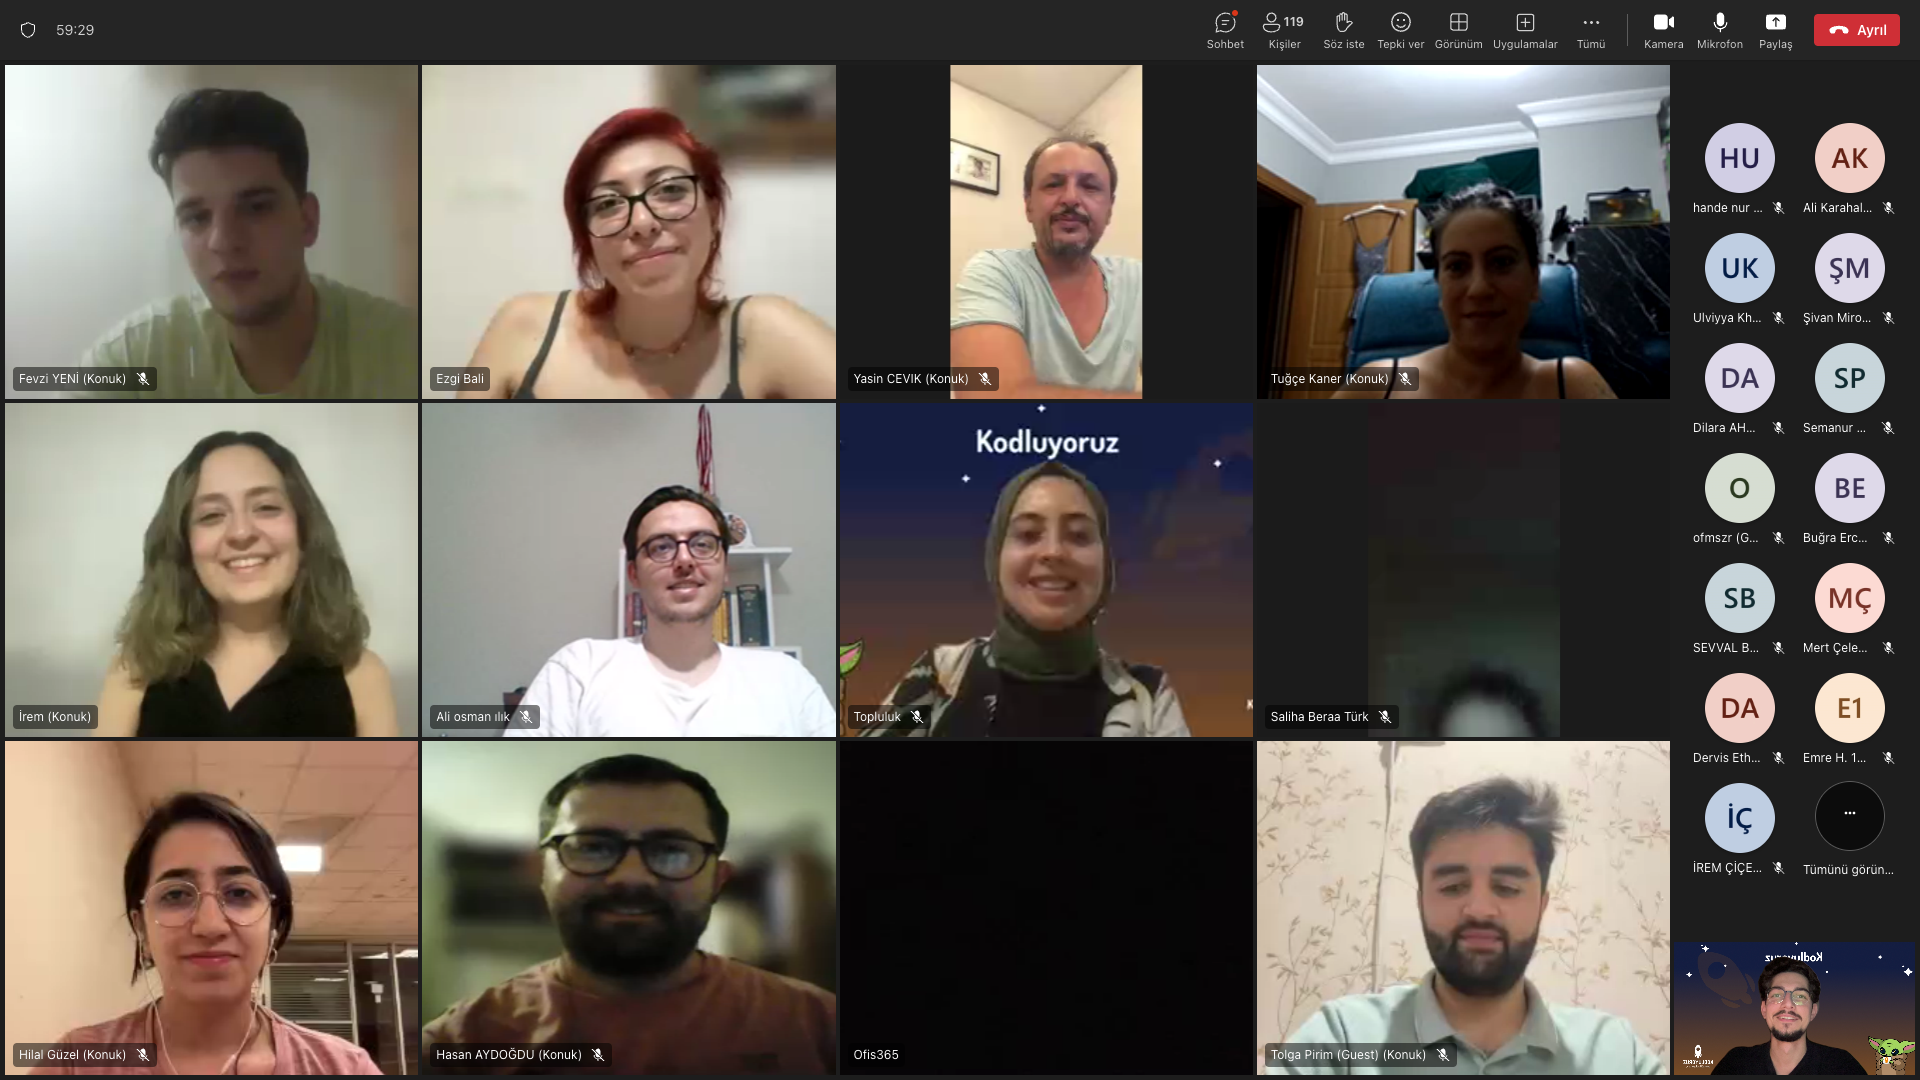 59:29
Sohbet
119
Kişiler
Söz iste
Tepki ver
Görünüm
Uygulamalar
Tümü
Kamera
Mikrofon
Paylaş
Ayrıl
Fevzi YENİ (Konuk)
Ezgi Bali
Yasin CEVIK (Konuk)
Tuğçe Kaner (Konuk)
HU
hande nur ...
AK
Ali Karahal...
UK
Ulviyya Kh...
ŞM
Şivan Miro...
DA
Dilara AH...
SP
Semanur ...
Kodluyoruz
İrem (Konuk)
Ali osman ılık
Topluluk
K
Saliha Beraa Türk
O
ofmszr (G...
BE
Buğra Erc...
SB
SEVVAL B...
MÇ
Mert Çele...
DA
Dervis Eth...
E1
Emre H. 1...
İÇ
İREM ÇİÇE...
Tümünü görün...
Hilal Güzel (Konuk)
Hasan AYDOĞDU (Konuk)
Ofis365
Tolga Pirim (Guest) (Konuk)
Kodluyoruz